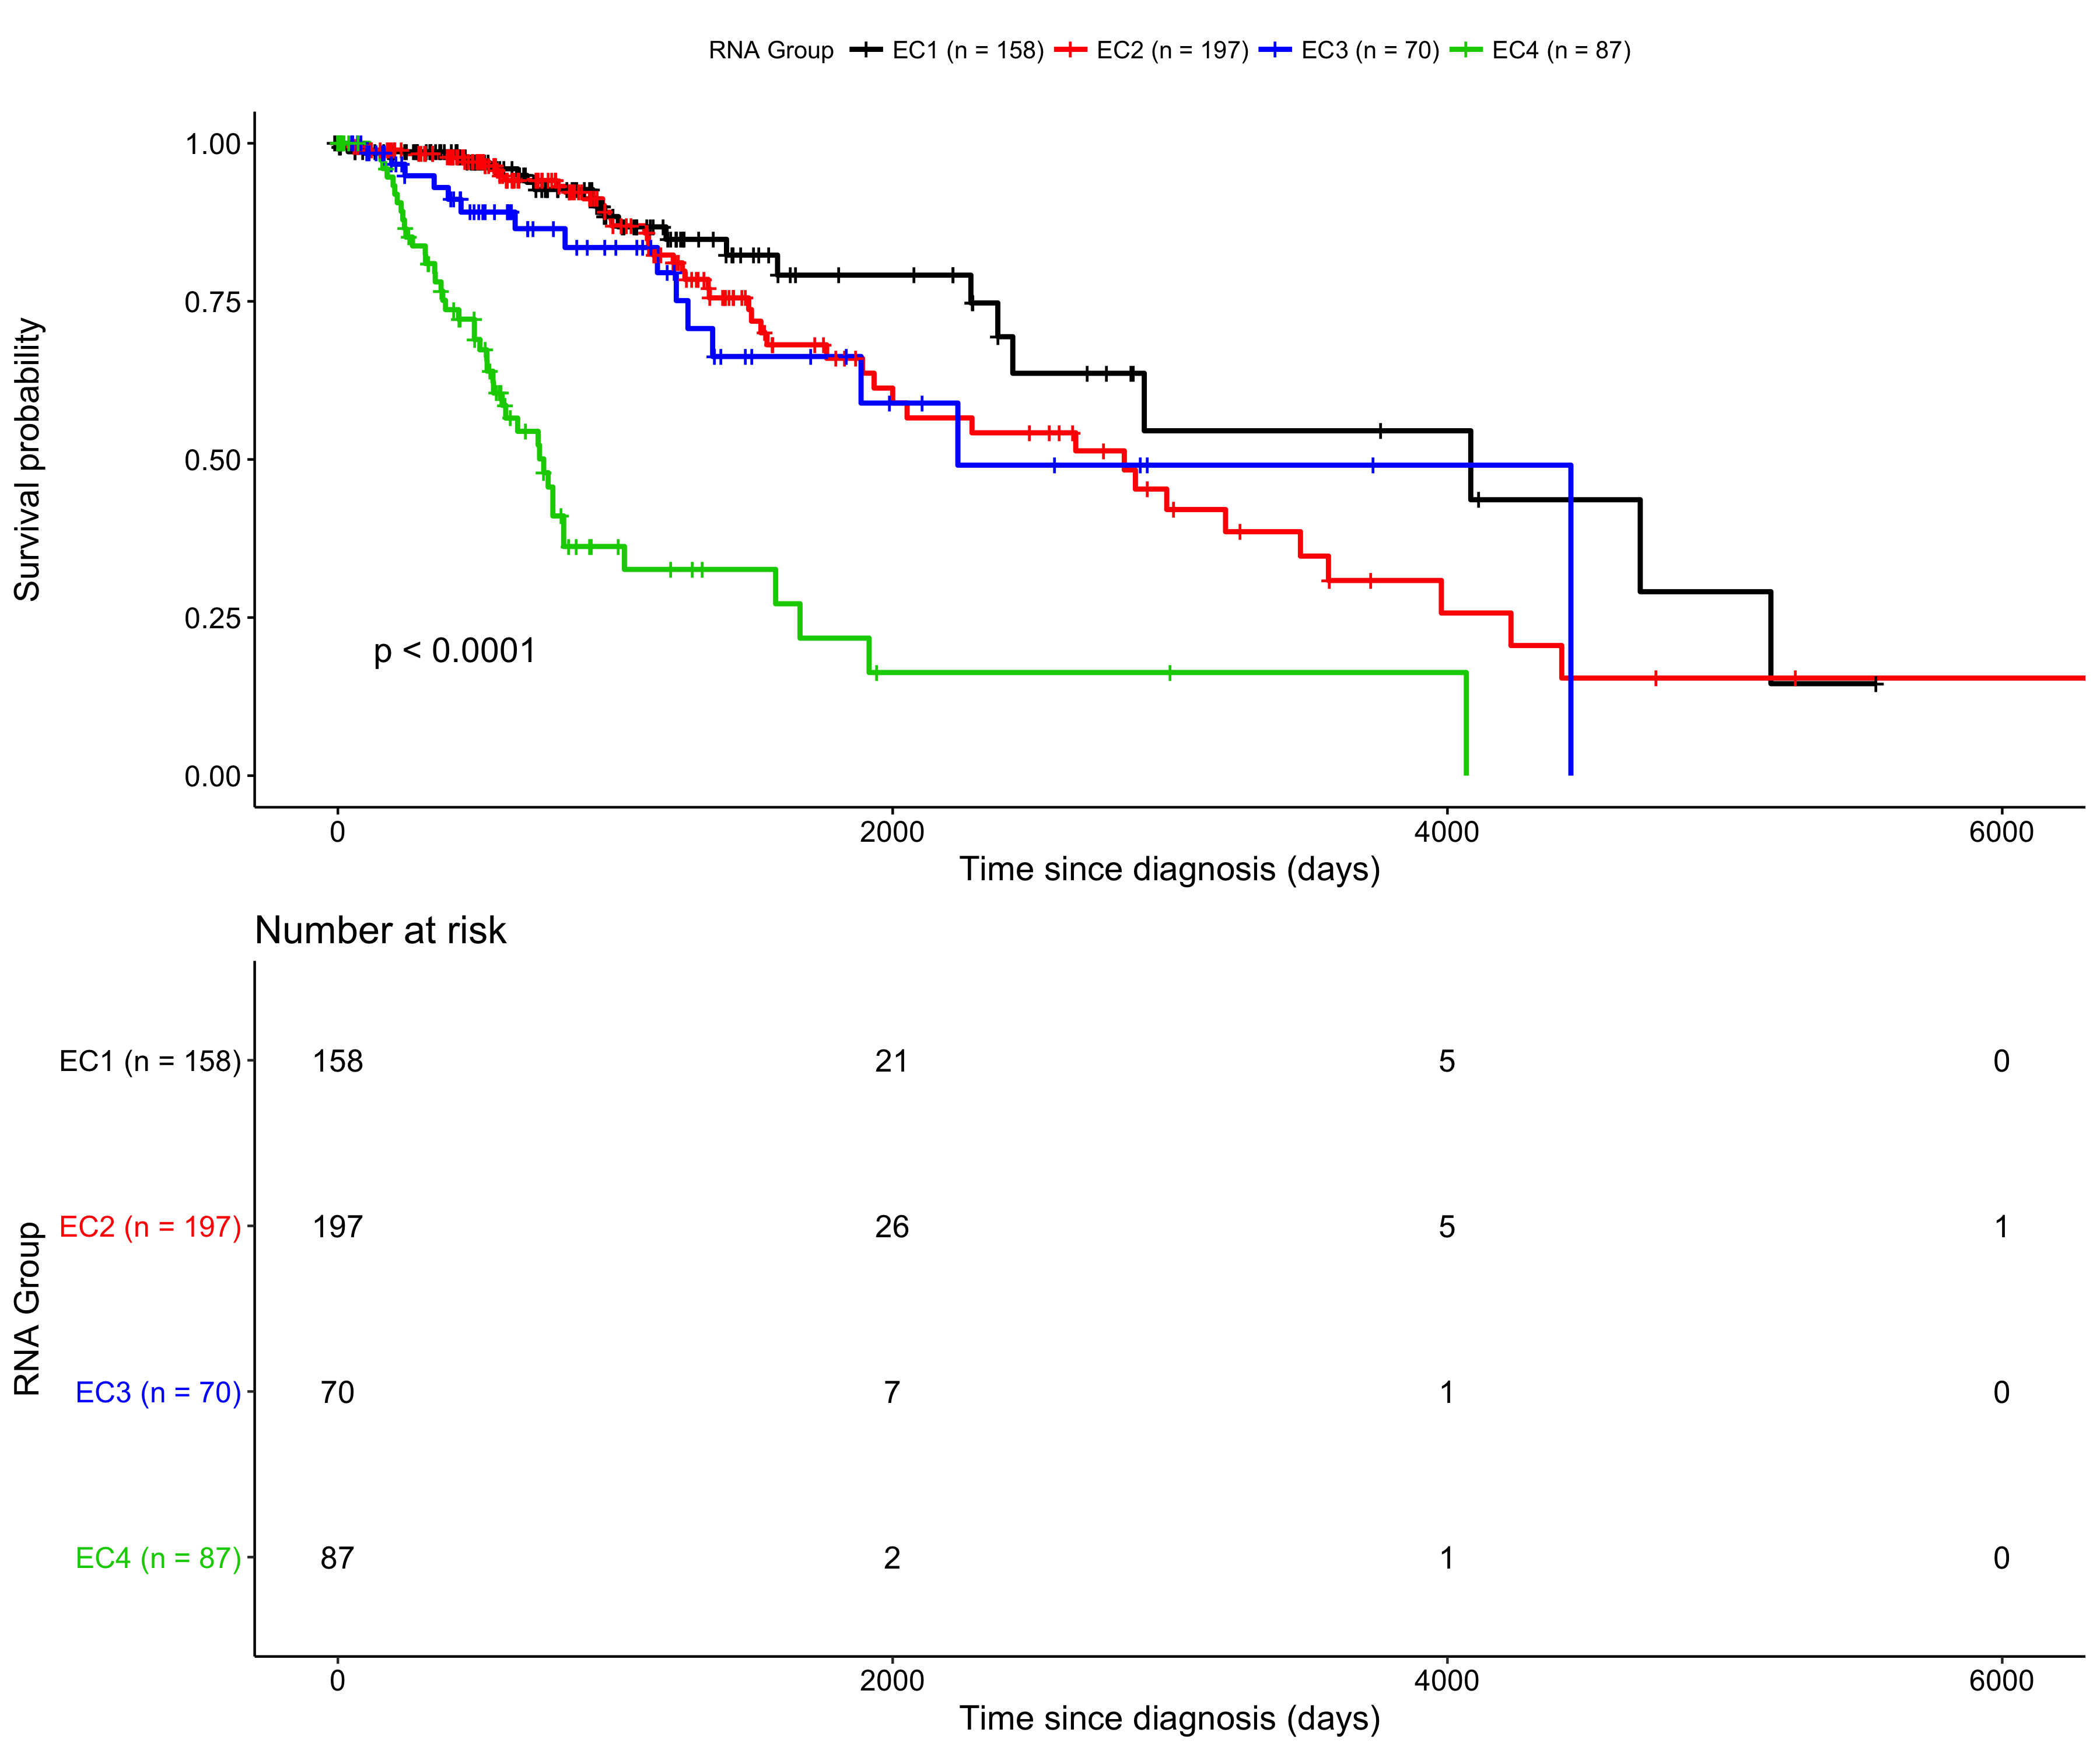 RNA Group EC1 (n = 158) EC2 (n = 197) EC3 (n = 70) EC4 (n = 87)
Survival probability
1.00
0.75
0.50
0.25
0.00
p < 0.0001
0 2000 4000 6000
Time since diagnosis (days)
Number at risk
RNA Group
EC1 (n = 158) 158 21 5 0
EC2 (n = 197) 197 26 5 1
EC3 (n = 70) 70 7 1 0
EC4 (n = 87) 87 2 1 0
0 2000 4000 6000
Time since diagnosis (days)